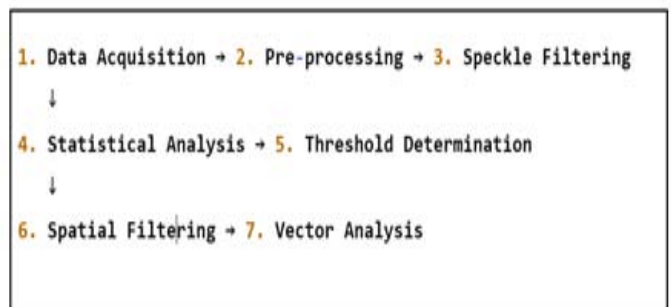 1. Data Acquisition → 2. Pre-processing → 3. Speckle Filtering
↓
4. Statistical Analysis → 5. Threshold Determination
↓
6. Spatial Filtering → 7. Vector Analysis